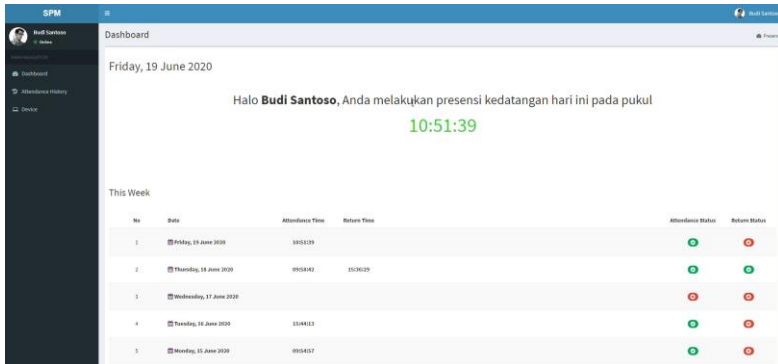 SPM
Budi Santoso
Budi Santoso
Online
Dashboard
Dashboard
Attendance History
Device
Friday, 19 June 2020
Halo Budi Santoso, Anda melakukan presensi kedatangan hari ini pada pukul
10:51:39
This Week
No Date Attendance Time Return Time Attendance Status Return Status
1 Friday, 19 June 2020 10:51:39
2 Thursday, 18 June 2020 09:58:42 15:36:29
3 Wednesday, 17 June 2020
4 Tuesday, 16 June 2020 15:44:13
5 Monday, 15 June 2020 09:54:57